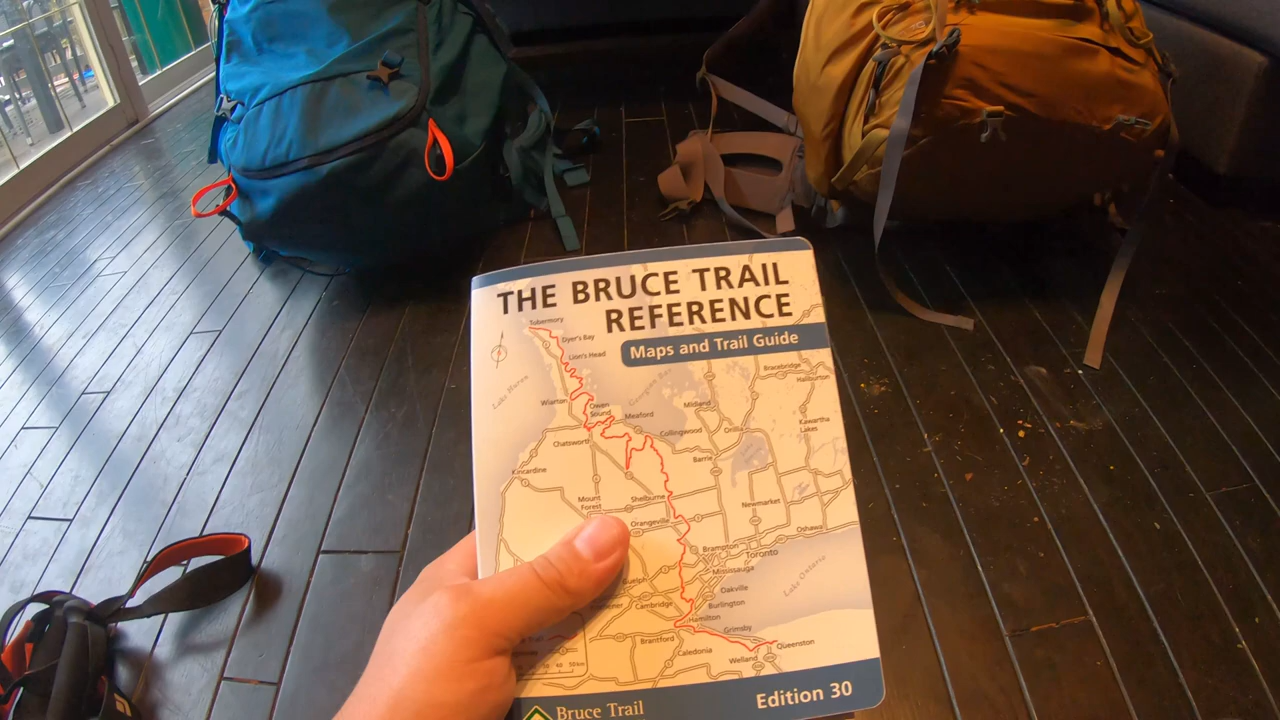 THE BRUCE TRAIL
REFERENCE
Maps and Trail Guide
Tobermory
Dyer's Bay
Lion's Head
Lake Huron
Georgian Bay
Wiarton
Owen
Sound
Meaford
Midland
Bracebridge
Haliburton
Chatsworth
Collingwood
Orillia
Kawartha
Lakes
Barrie
Kincardine
Mount
Forest
Shelburne
Newmarket
Orangeville
Oshawa
Brampton
Toronto
Mississauga
Lake Ontario
Guelph
Oakville
Cambridge
Burlington
Hamilton
Grimsby
Brantford
Queenston
Caledonia
Welland
Edition 30
Bruce Trail